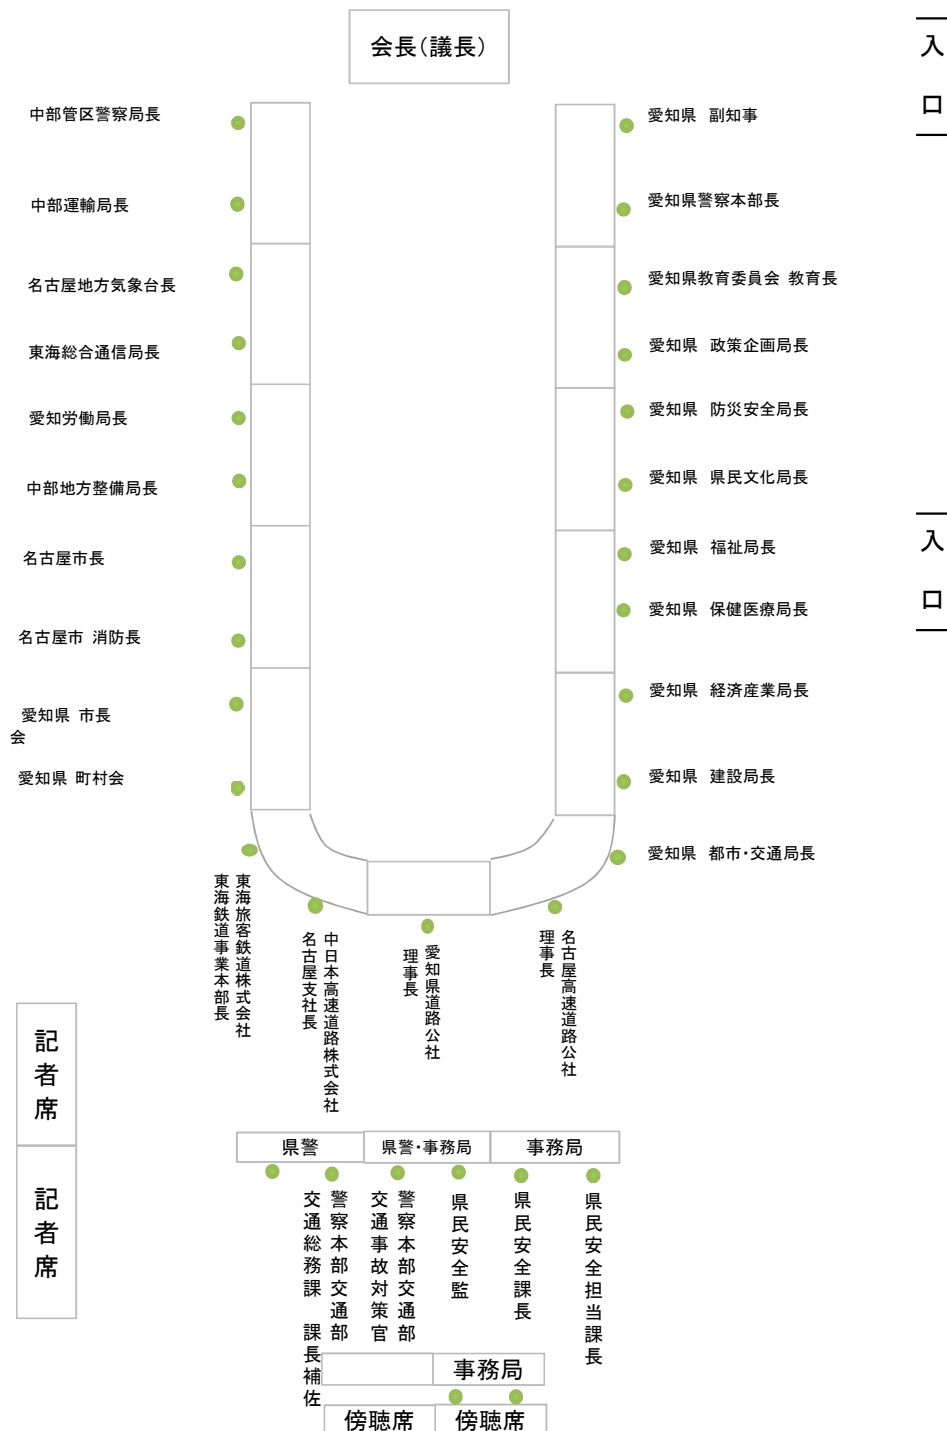 会長(議長)
入口
中部管区警察局長
愛知県 副知事
中部運輸局長
愛知県警察本部長
名古屋地方気象台長
愛知県教育委員会 教育長
東海総合通信局長
愛知県 政策企画局長
愛知労働局長
愛知県 防災安全局長
中部地方整備局長
愛知県 県民文化局長
名古屋市長
愛知県 福祉局長
入口
名古屋市 消防長
愛知県 保健医療局長
愛知県 市長
会
愛知県 経済産業局長
愛知県 町村会
愛知県 建設局長
愛知県 都市・交通局長
東海旅客鉄道株式会社
東海鉄道事業本部長
中日本高速道路株式会社
名古屋支社長
愛知県道路公社
理事長
名古屋高速道路公社
理事長
記者席
記者席
県警
県警・事務局
事務局
警察本部交通部
交通総務課 課長補佐
警察本部交通部
交通事故対策官
県民安全監
県民安全課長
県民安全担当課長
事務局
傍聴席
傍聴席